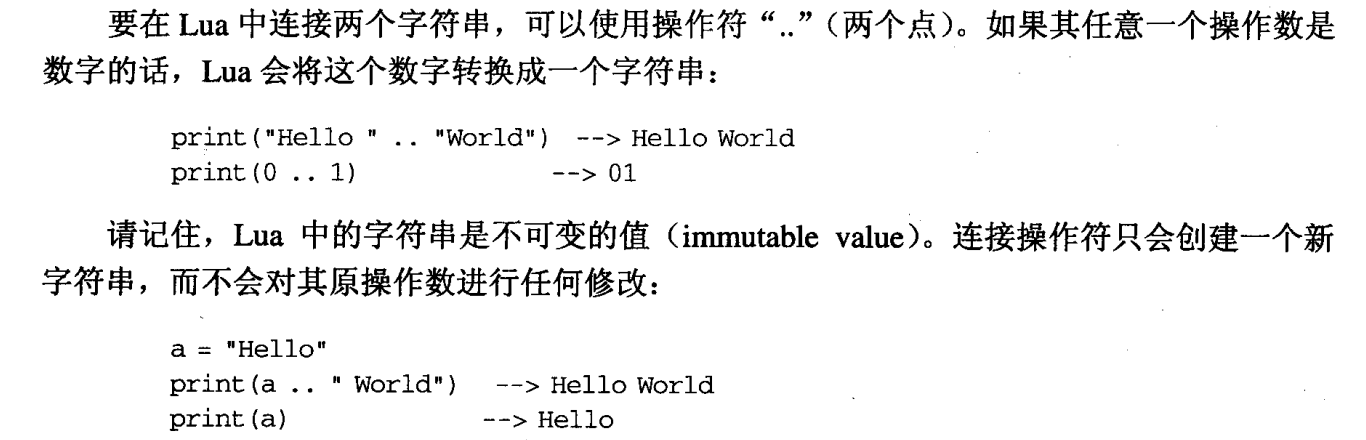 要在 Lua 中连接两个字符串，可以使用操作符“..”（两个点）。如果其任意一个操作数是
数字的话，Lua 会将这个数字转换成一个字符串：
print("Hello " .. "World") --> Hello World
print(0 .. 1) --> 01
请记住，Lua 中的字符串是不可变的值（immutable value）。连接操作符只会创建一个新
字符串，而不会对其原操作数进行任何修改：
a = "Hello"
print(a .. " World") --> Hello World
print(a) --> Hello